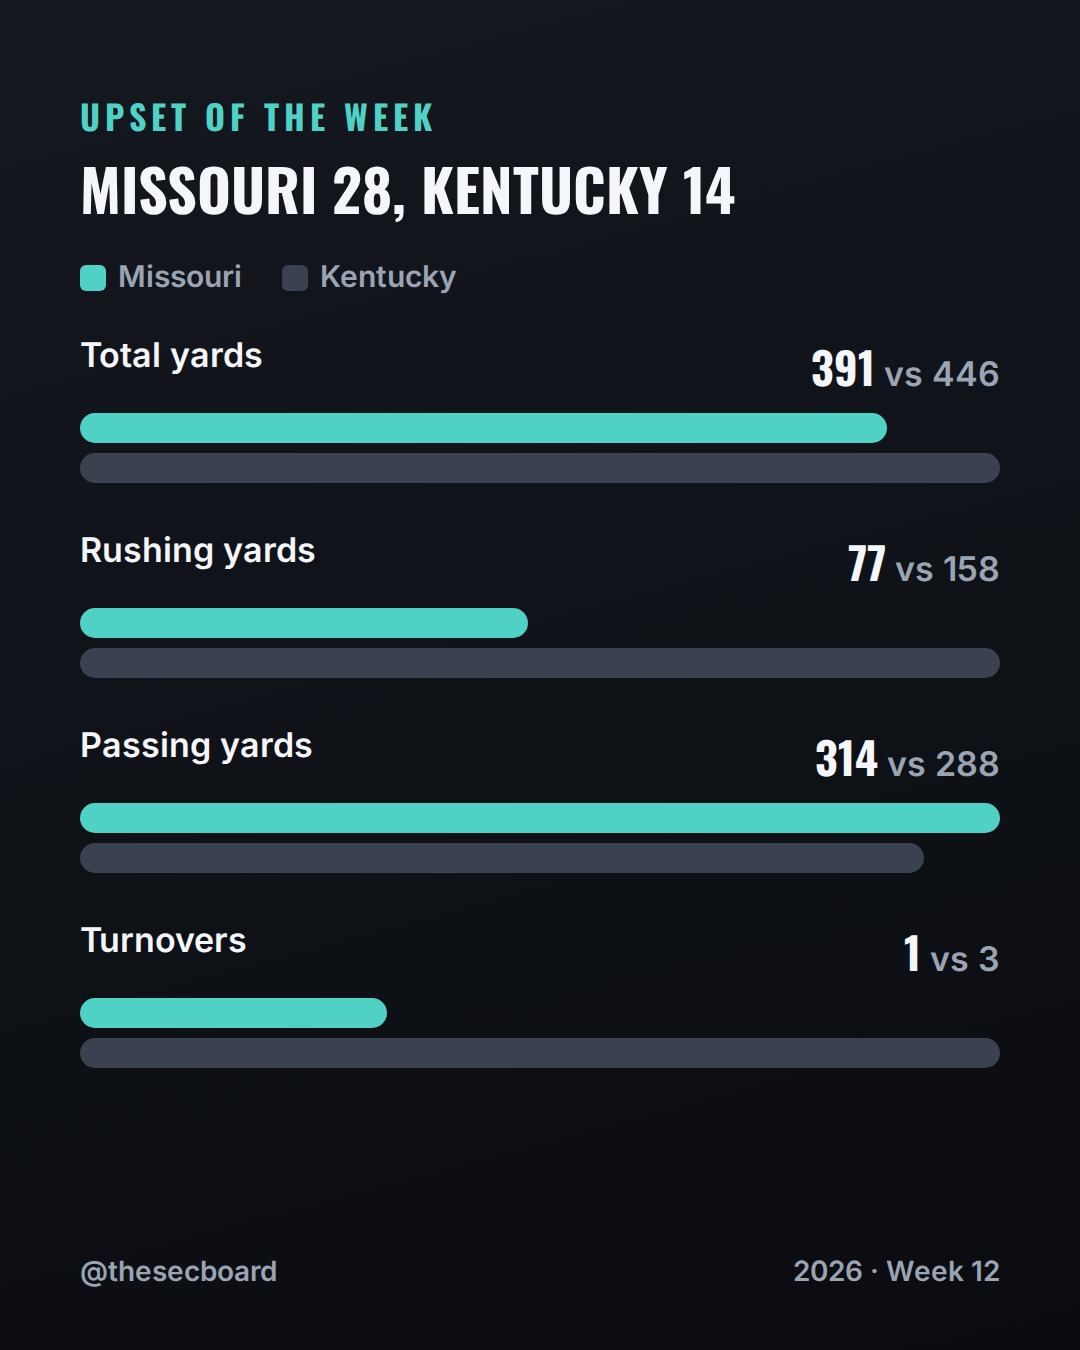 UPSET OF THE WEEK
MISSOURI 28, KENTUCKY 14
Missouri Kentucky
Total yards 391 vs 446
Rushing yards 77 vs 158
Passing yards 314 vs 288
Turnovers 1 vs 3
@thesecboard 2026 · Week 12